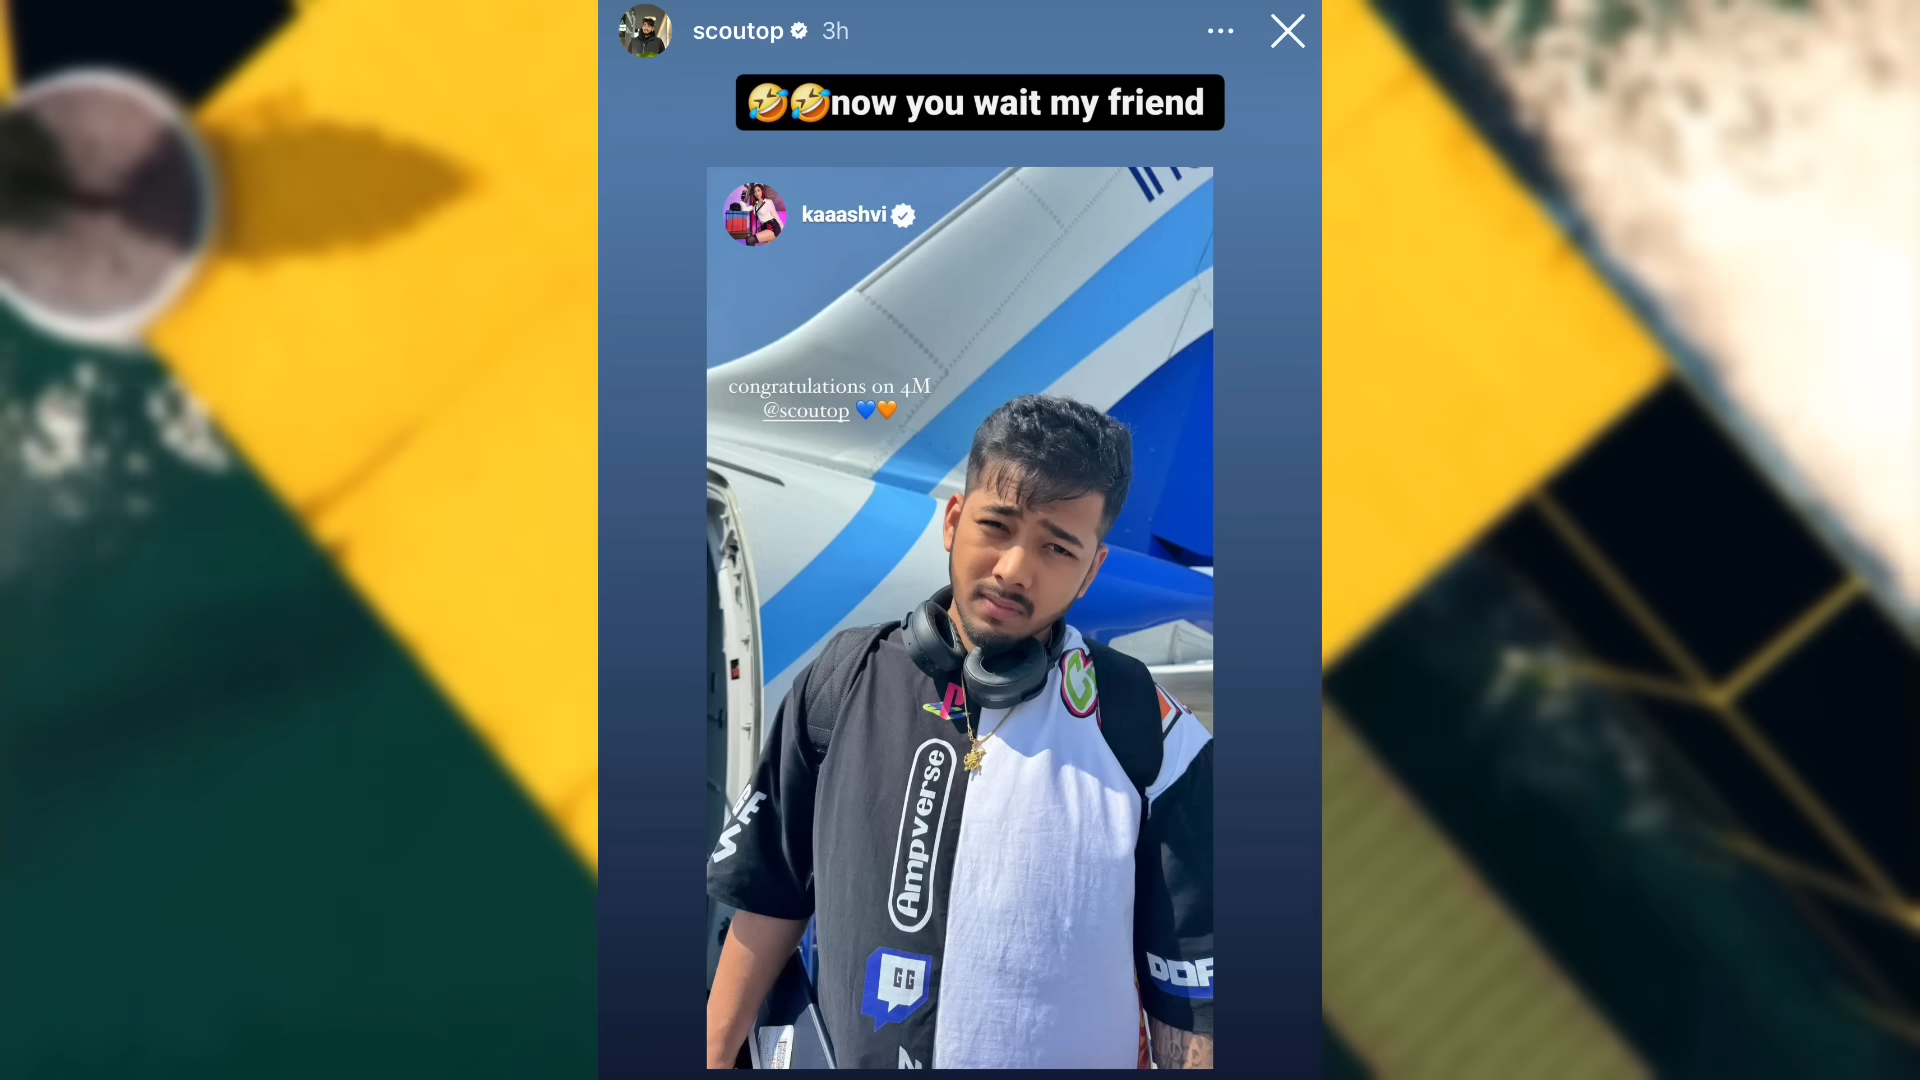 scoutop 3h
🤣🤣now you wait my friend
kaaashvi
congratulations on 4M
@scoutop 💙🧡
Ampverse
GG